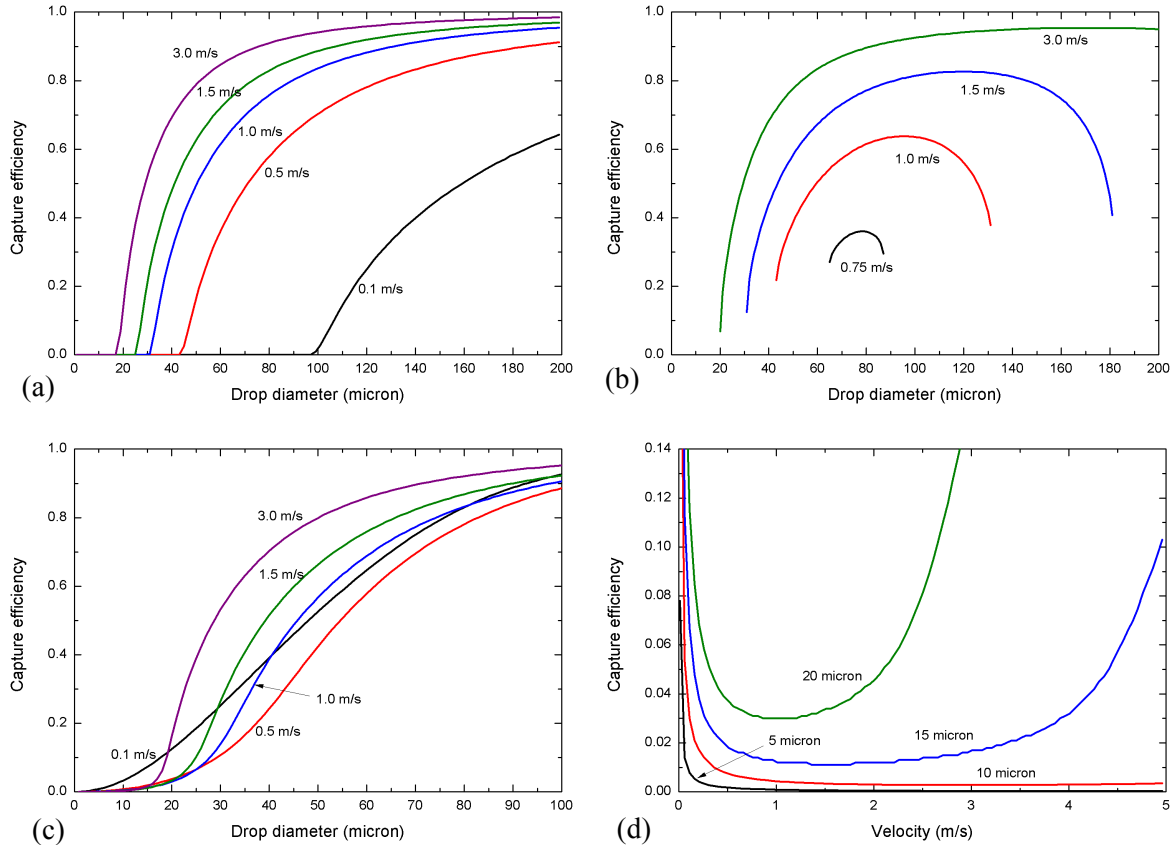 1.0
0.8
0.6
0.4
0.2
0.0
Capture efficiency
3.0 m/s
1.5 m/s
1.0 m/s
0.5 m/s
0.1 m/s
0 20 40 60 80 100 120 140 160 180 200
Drop diameter (micron)
(a)
1.0
0.8
0.6
0.4
0.2
0.0
Capture efficiency
3.0 m/s
1.5 m/s
1.0 m/s
0.75 m/s
0 20 40 60 80 100 120 140 160 180 200
Drop diameter (micron)
(b)
1.0
0.8
0.6
0.4
0.2
0.0
Capture efficiency
3.0 m/s
1.5 m/s
1.0 m/s
0.5 m/s
0.1 m/s
0 10 20 30 40 50 60 70 80 90 100
Drop diameter (micron)
(c)
0.14
0.12
0.10
0.08
0.06
0.04
0.02
0.00
Capture efficiency
20 micron
5 micron
15 micron
10 micron
0 1 2 3 4 5
Velocity (m/s)
(d)